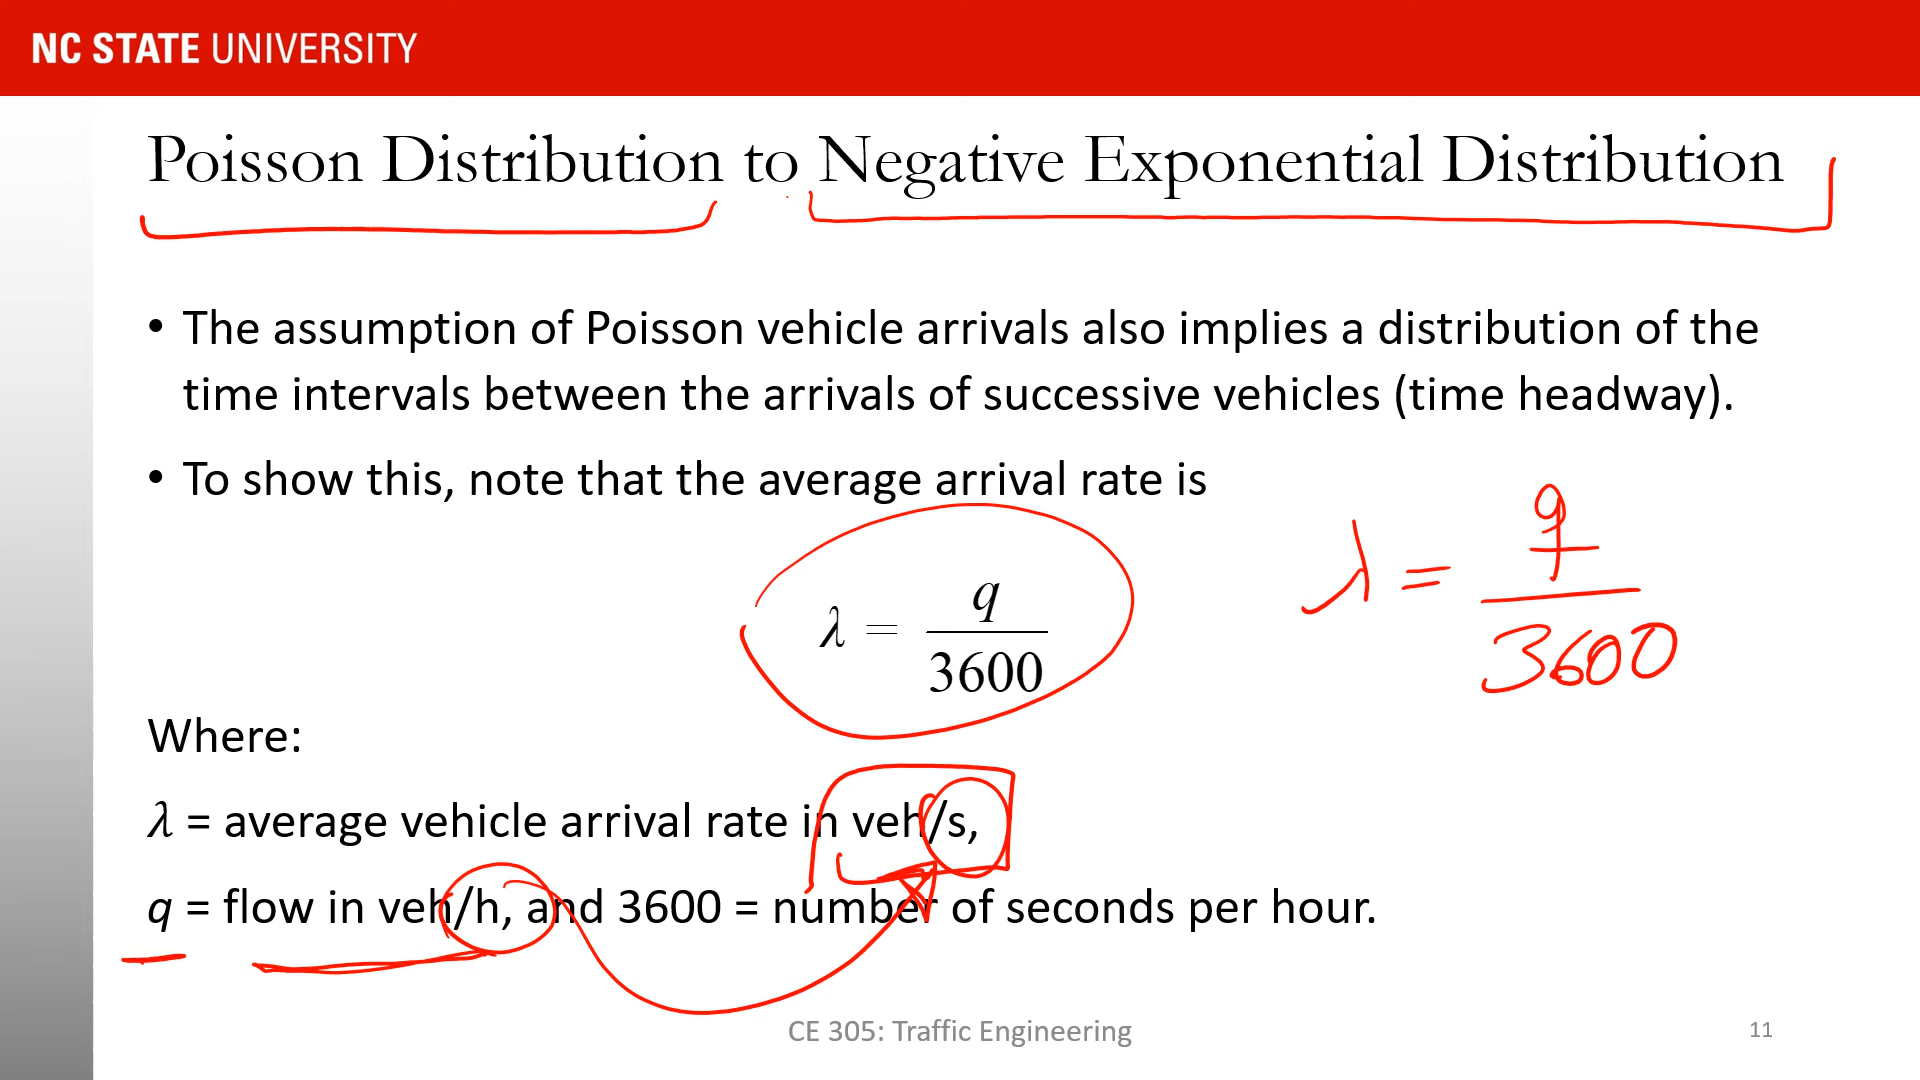 NC STATE UNIVERSITY
Poisson Distribution to Negative Exponential Distribution
• The assumption of Poisson vehicle arrivals also implies a distribution of the
time intervals between the arrivals of successive vehicles (time headway).
• To show this, note that the average arrival rate is
λ = q / 3600
λ = q / 3600
Where:
λ = average vehicle arrival rate in veh/s,
q = flow in veh/h, and 3600 = number of seconds per hour.
CE 305: Traffic Engineering
11